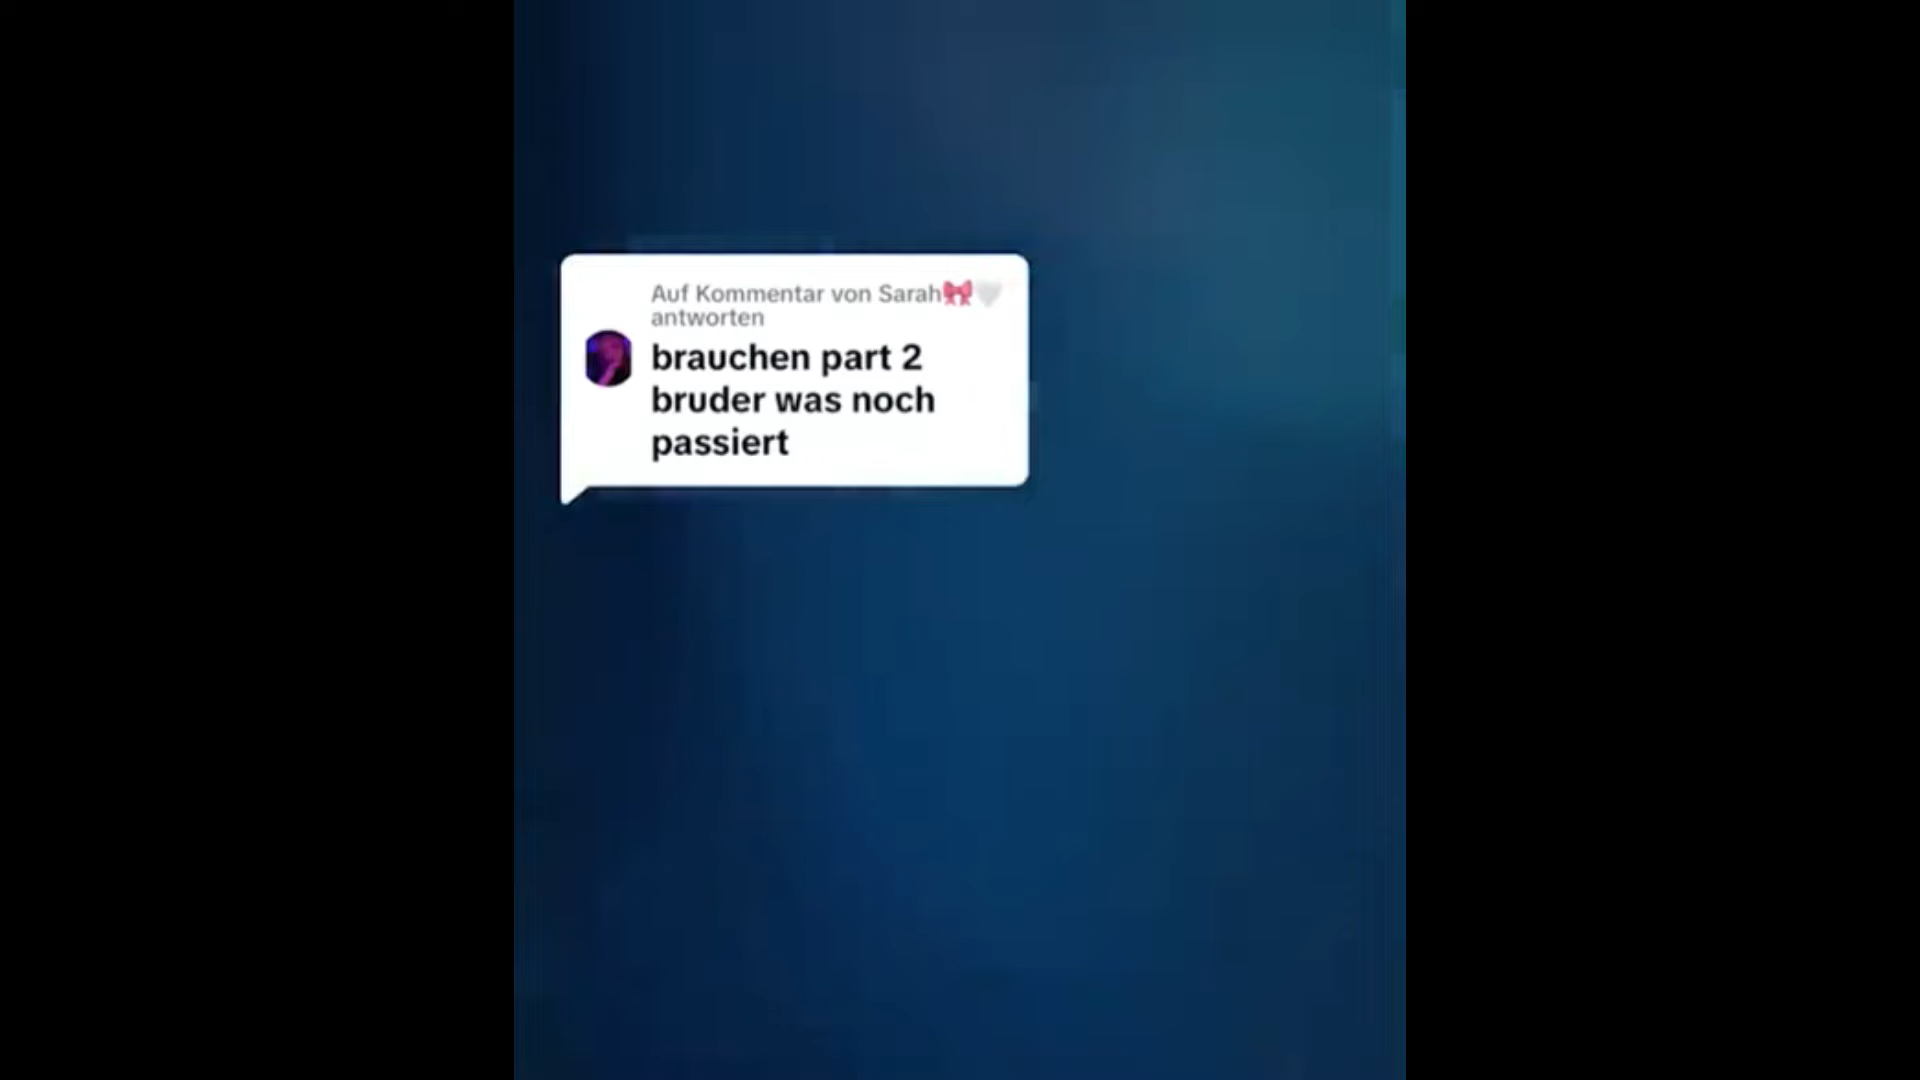 Auf Kommentar von Sarah🎀🤍
antworten
brauchen part 2
bruder was noch
passiert